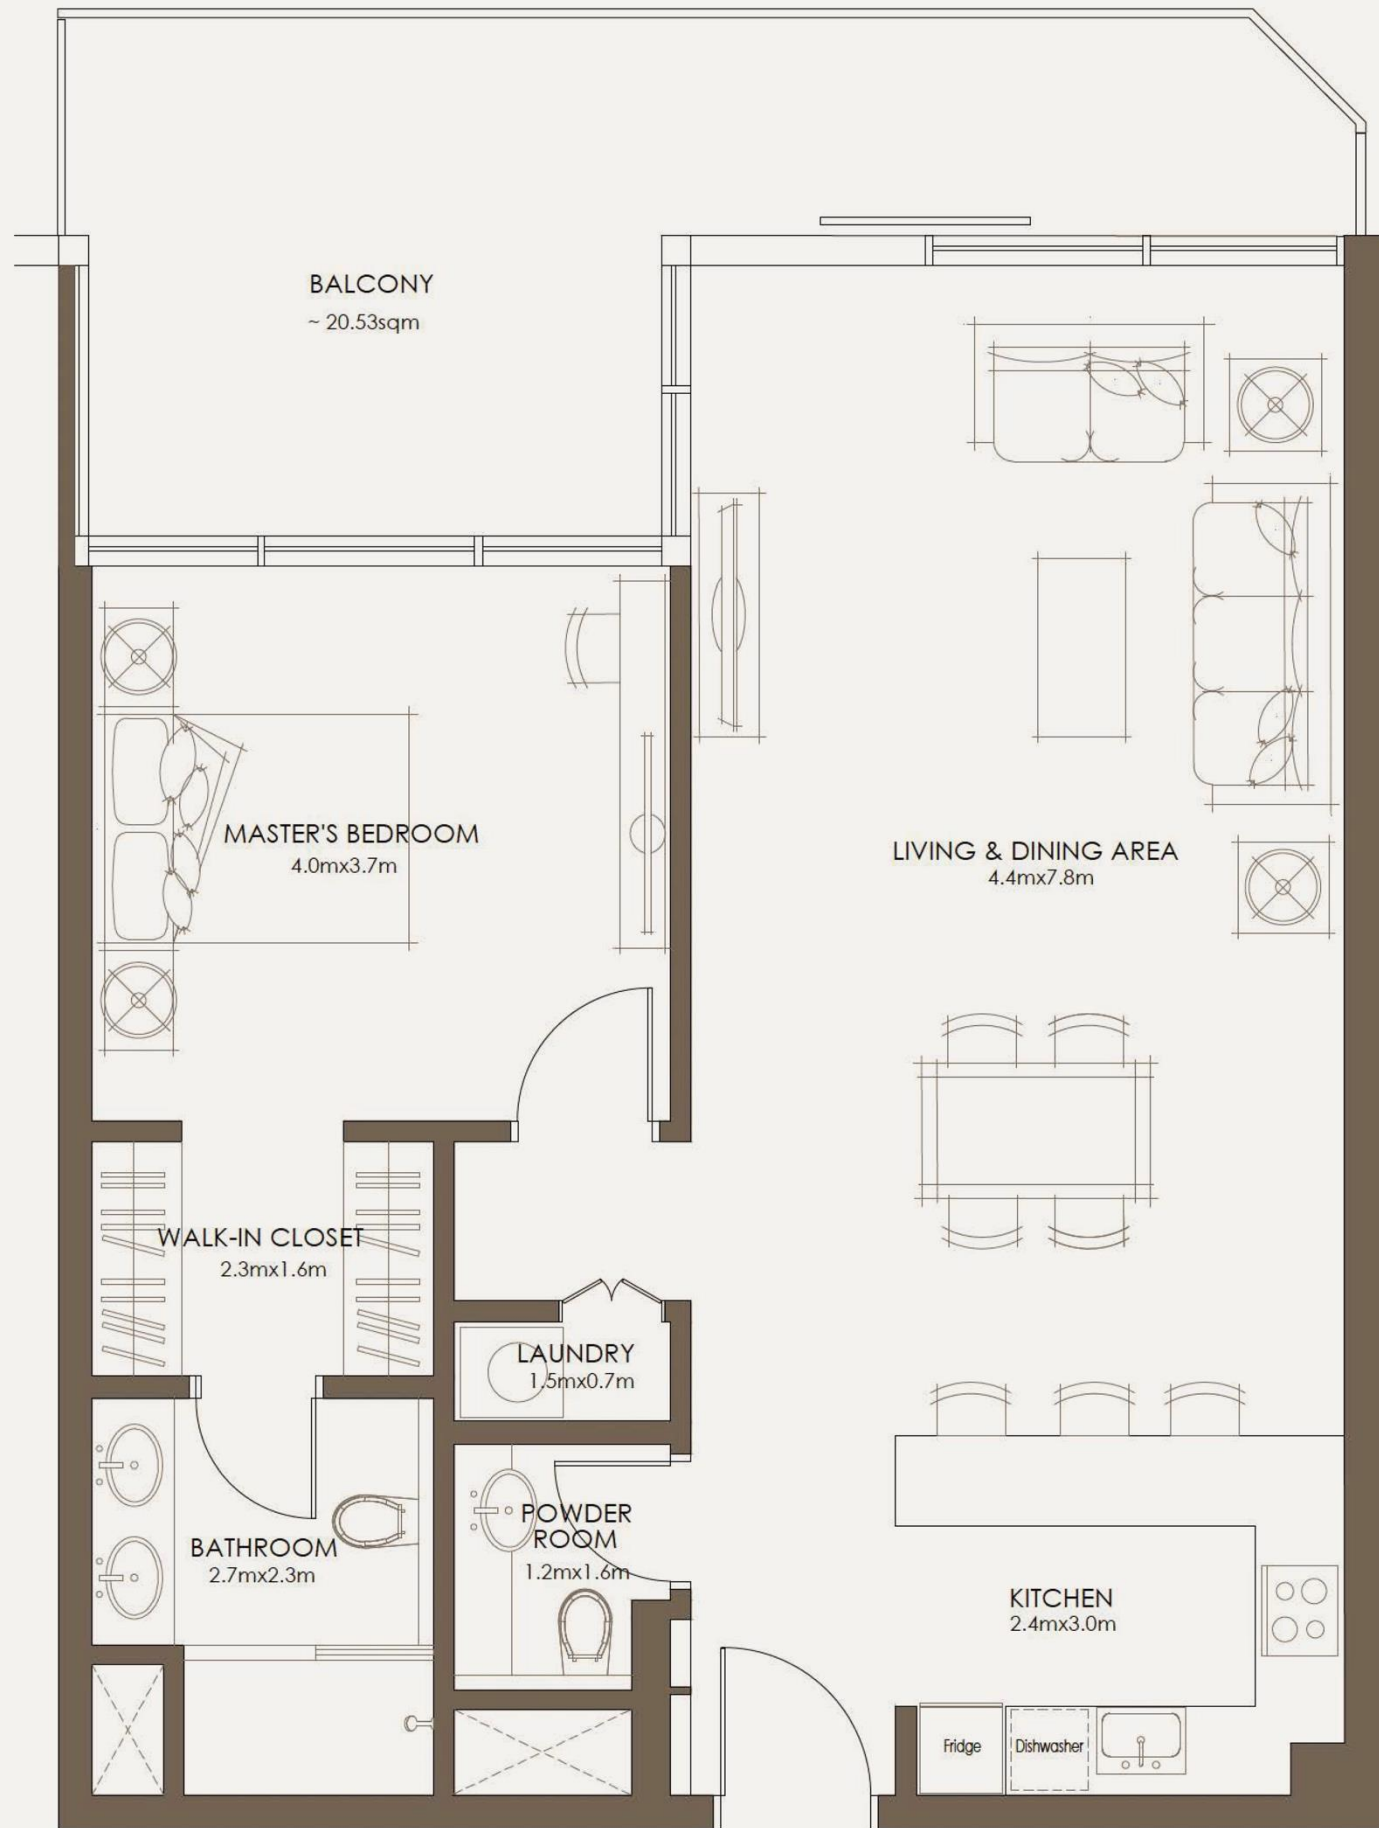 BALCONY
~ 20.53sqm
MASTER'S BEDROOM
4.0mx3.7m
LIVING & DINING AREA
4.4mx7.8m
WALK-IN CLOSET
2.3mx1.6m
LAUNDRY
1.5mx0.7m
POWDER
ROOM
1.2mx1.6m
BATHROOM
2.7mx2.3m
KITCHEN
2.4mx3.0m
Fridge
Dishwasher